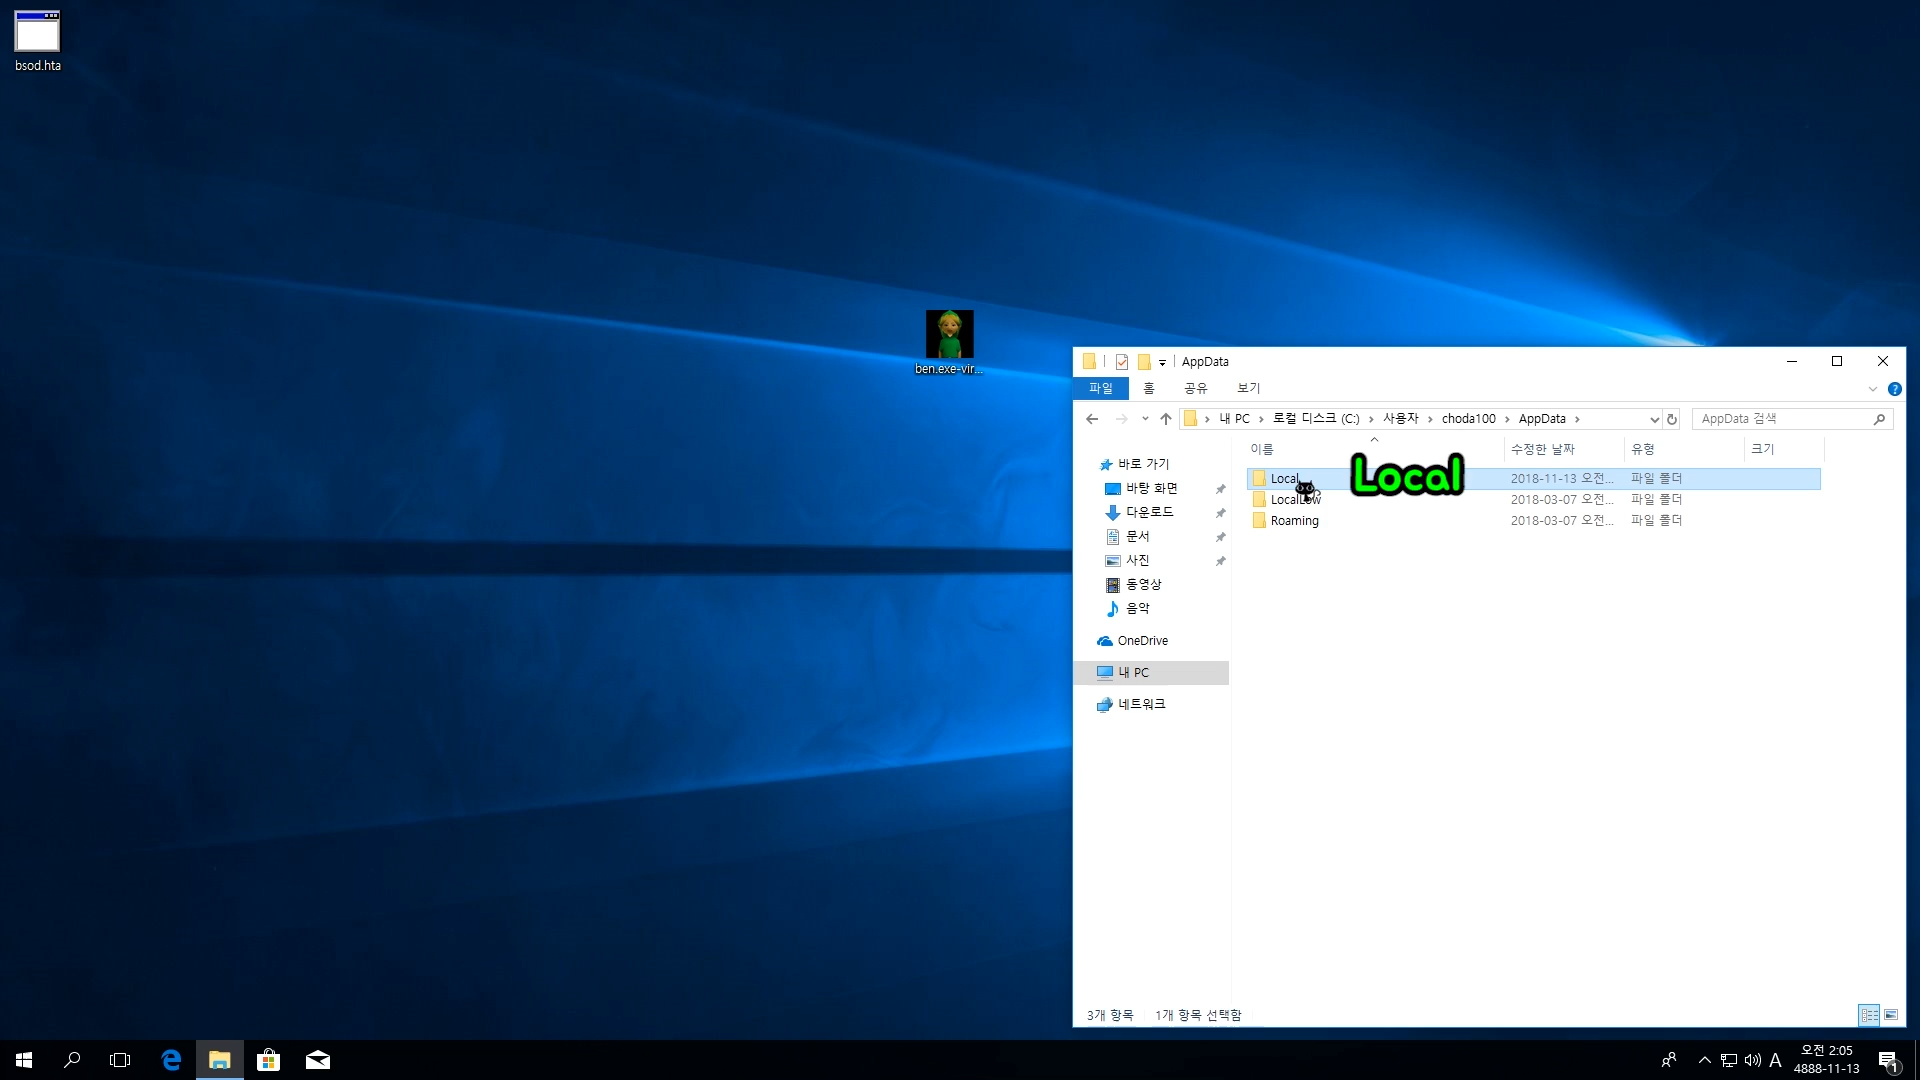 bsod.hta
ben.exe-vir...
AppData
파일 홈 공유 보기
내 PC 로컬 디스크 (C:) 사용자 choda100 AppData
AppData 검색
이름 수정한 날짜 유형 크기
바로 가기
바탕 화면
다운로드
문서
사진
동영상
음악
OneDrive
내 PC
네트워크
Local 2018-11-13 오전... 파일 폴더
Local
LocalLow 2018-03-07 오전... 파일 폴더
Roaming 2018-03-07 오전... 파일 폴더
3개 항목 1개 항목 선택함
A
오전 2:05
4888-11-13
1